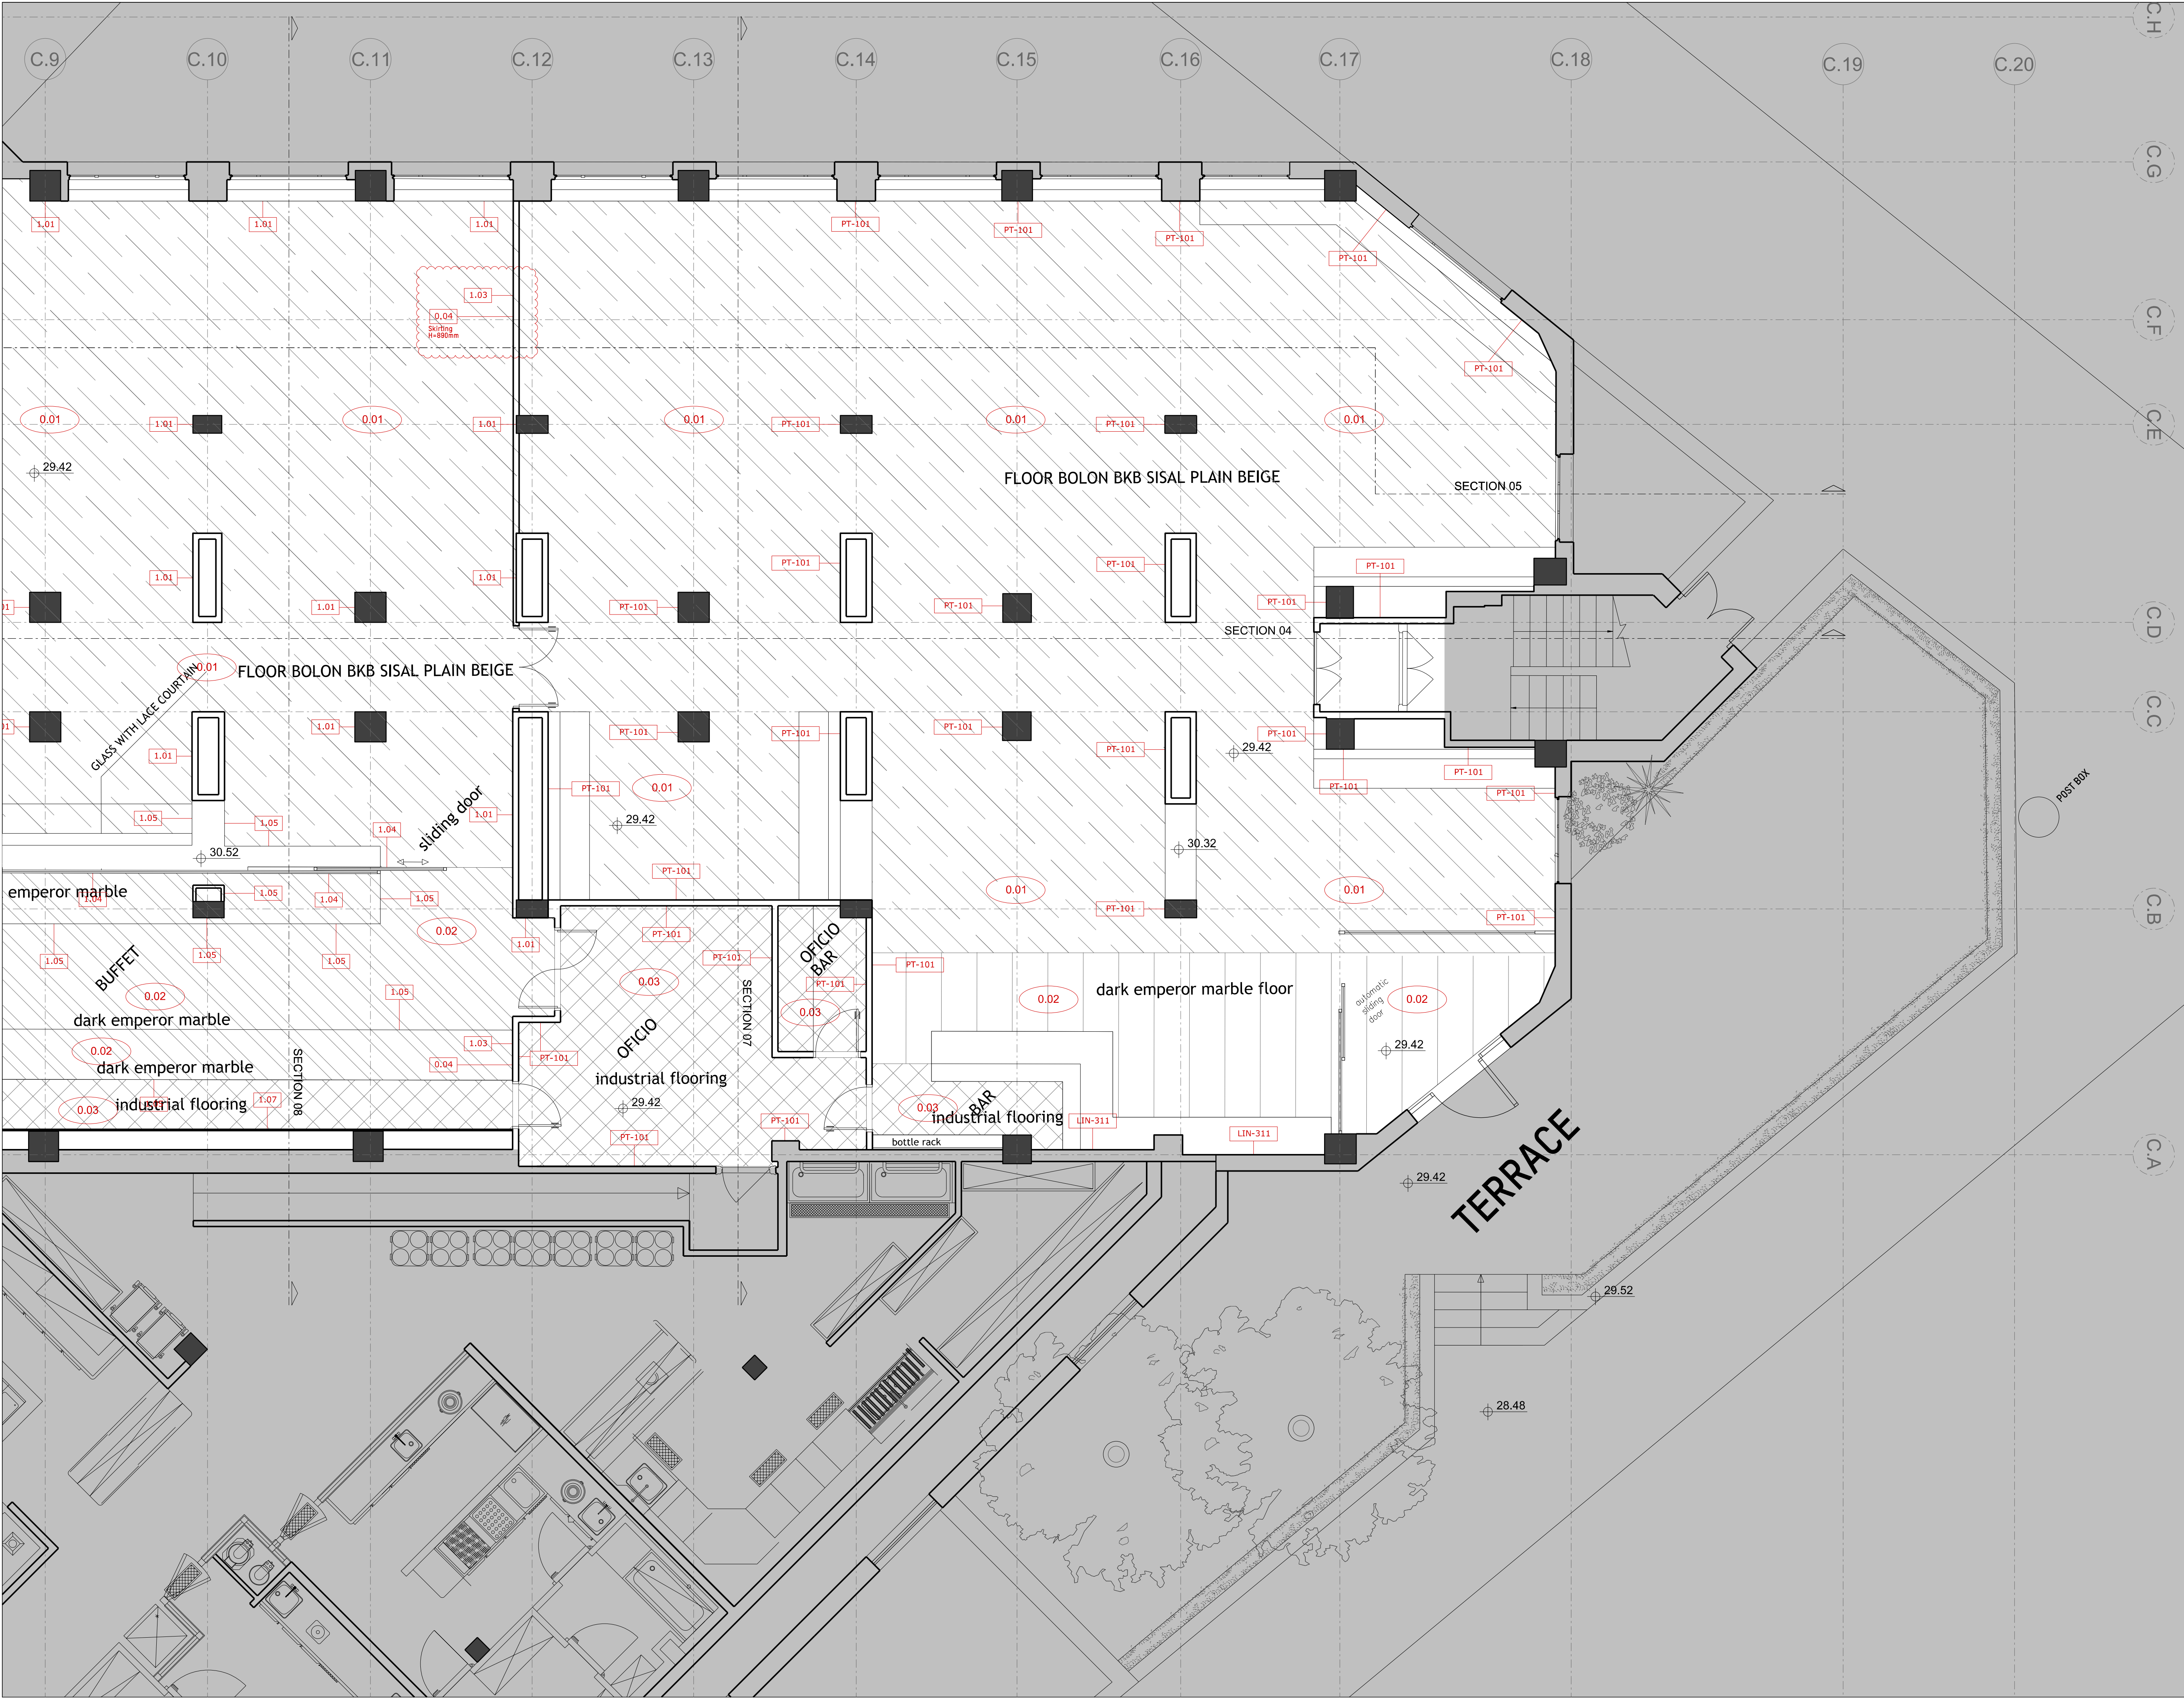 C.H
C.9
C.10
C.11
C.12
C.13
C.14
C.15
C.16
C.17
C.18
C.19
C.20
C.G
1.01
1.01
1.01
PT-101
PT-101
PT-101
PT-101
1.03
0.04
Skirting
H=890mm
C.F
PT-101
0.01
1.01
0.01
1.01
0.01
PT-101
0.01
PT-101
0.01
C.E
29.42
FLOOR BOLON BKB SISAL PLAIN BEIGE
SECTION 05
1.01
1.01
PT-101
PT-101
PT-101
1.01
PT-101
PT-101
PT-101
C.D
SECTION 04
0.01
FLOOR BOLON BKB SISAL PLAIN BEIGE
GLASS WITH LACE COURTAIN
1.01
1.01
PT-101
PT-101
PT-101
PT-101
29.42
PT-101
C.C
PT-101
PT-101
PT-101
PT-101
0.01
POST BOX
1.05
1.05
1.04
sliding door
1.01
29.42
30.52
30.32
emperor marble
1.04
1.05
1.04
1.05
PT-101
0.01
0.01
0.02
1.01
PT-101
PT-101
PT-101
C.B
1.05
1.05
1.05
BUFFET
OFICIO
BAR
PT-101
PT-101
0.03
PT-101
0.02
1.05
dark emperor marble floor
0.02
0.02
automatic
sliding
door
SECTION 07
0.03
dark emperor marble
OFICIO
1.03
PT-101
29.42
0.02
0.04
dark emperor marble
SECTION 08
industrial flooring
0.03
industrial flooring
1.07
29.42
0.03
BAR
industrial flooring
PT-101
LIN-311
PT-101
LIN-311
bottle rack
TERRACE
C.A
29.42
29.52
28.48